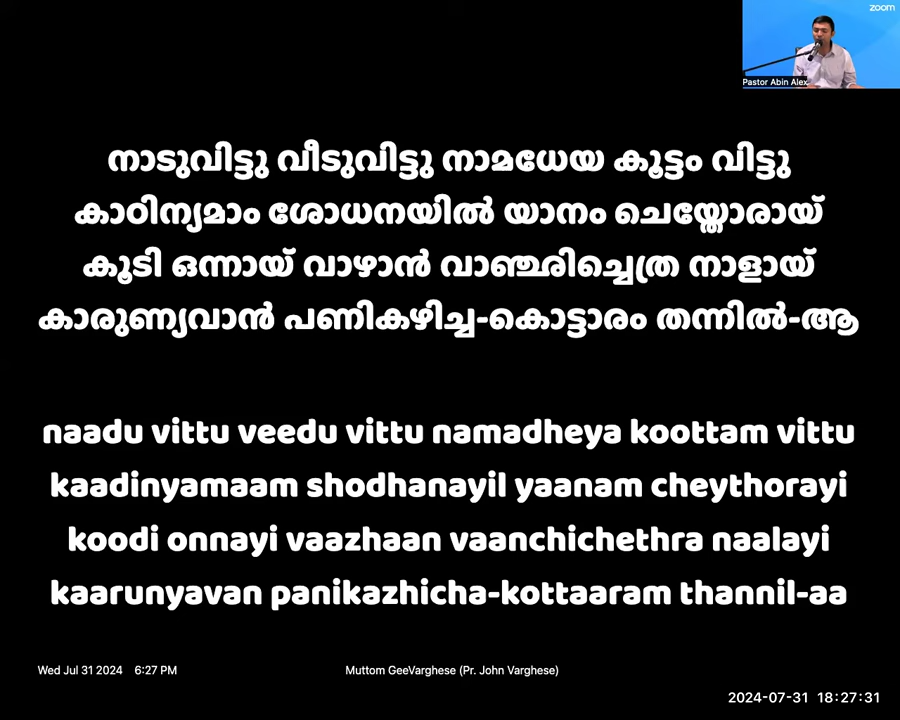 zoom
Pastor Abin Alex
നാടുവിട്ടു വീടുവിട്ടു നാമധേയ കൂട്ടം വിട്ടു
കാഠിന്യമാം ശോധനയിൽ യാനം ചെയ്തോരായ്
കൂടി ഒന്നായ് വാഴാൻ വാഞ്ഛിച്ചെത്ര നാളായ്
കാരുണ്യവാൻ പണികഴിച്ച-കൊട്ടാരം തന്നിൽ-ആ
naadu vittu veedu vittu namadheya koottam vittu
kaadinyamaam shodhanayil yaanam cheythorayi
koodi onnayi vaazhaan vaanchichethra naalayi
kaarunyavan panikazhicha-kottaaram thannil-aa
Wed Jul 31 2024 6:27 PM Muttom GeeVarghese (Pr. John Varghese)
2024-07-31 18:27:31